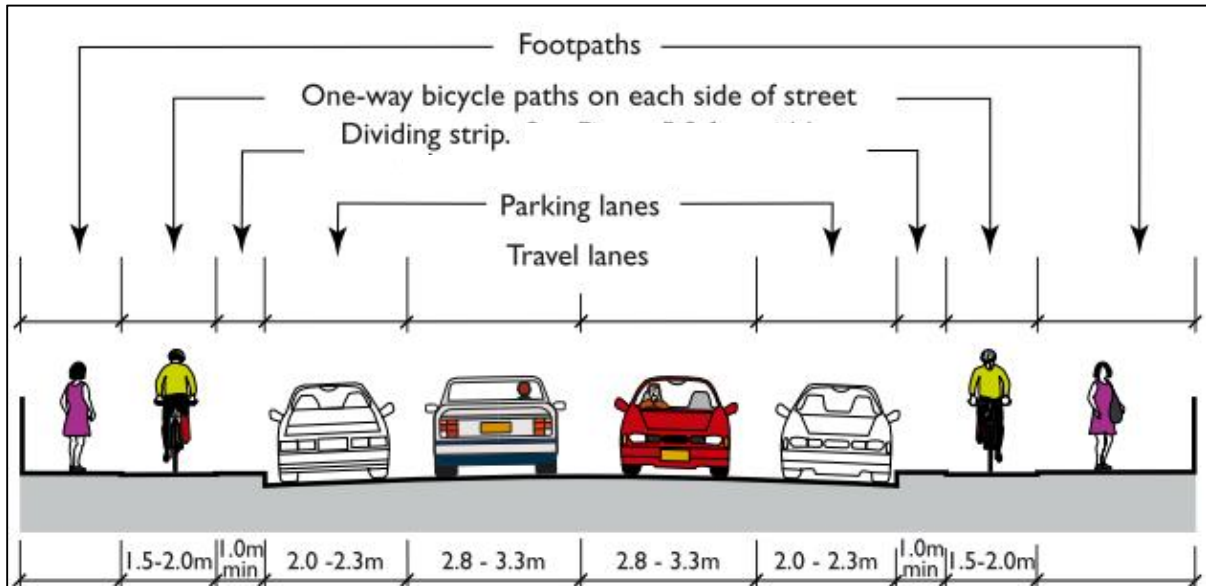 Footpaths
One-way bicycle paths on each side of street
Dividing strip.
Parking lanes
Travel lanes
1.5-2.0m
1.0m
min
2.0 -2.3m
2.8 - 3.3m
2.8 - 3.3m
2.0 - 2.3m
1.0m
min
1.5-2.0m